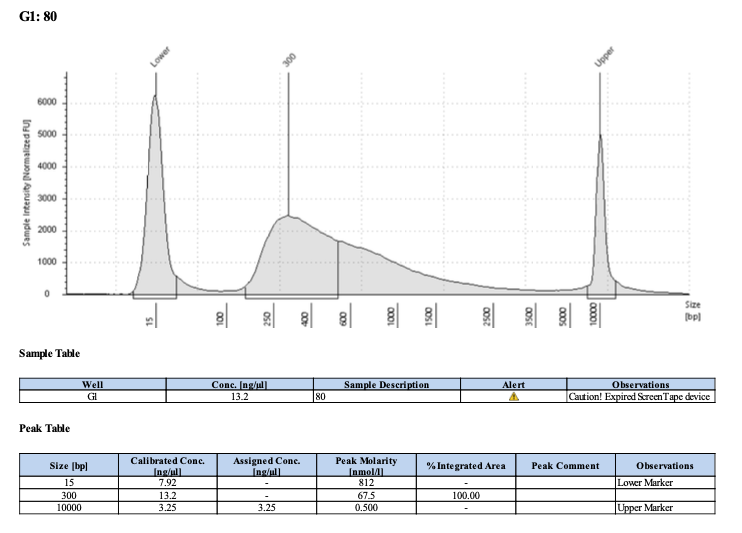 G1: 80
Lower
300
Upper
Sample Intensity [Normalized FU]
6000
5000
4000
3000
2000
1000
0
15
100
250
400
600
1000
1500
2500
3500
5000
10000
Size
[bp]
Sample Table
Well Conc. [ng/µl] Sample Description Alert Observations
G1 13.2 80 Caution! Expired ScreenTape device
Peak Table
Size [bp] Calibrated Conc. [ng/µl] Assigned Conc. [ng/µl] Peak Molarity [nmol/l] % Integrated Area Peak Comment Observations
15 7.92 - 812 - Lower Marker
300 13.2 - 67.5 100.00
10000 3.25 3.25 0.500 - Upper Marker